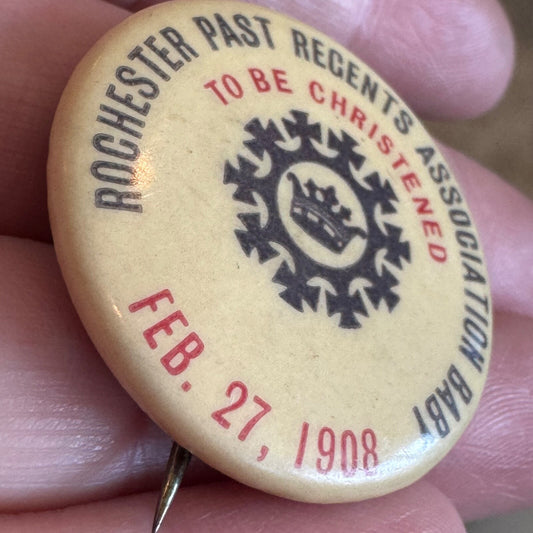 ROCHESTER PAST REGENTS ASSOCIATION BABY
TO BE CHRISTENED
FEB. 27, 1908